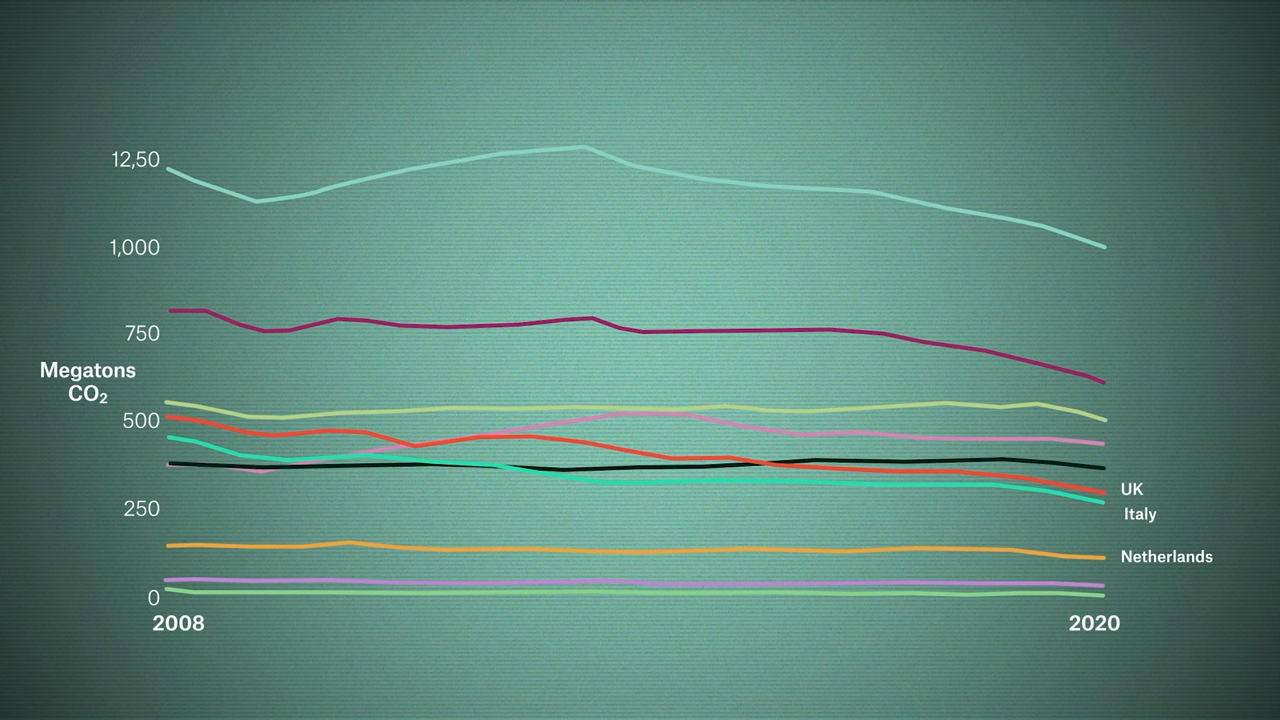 12,50
1,000
750
Megatons
CO₂
500
250
UK
Italy
Netherlands
0
2008
2020